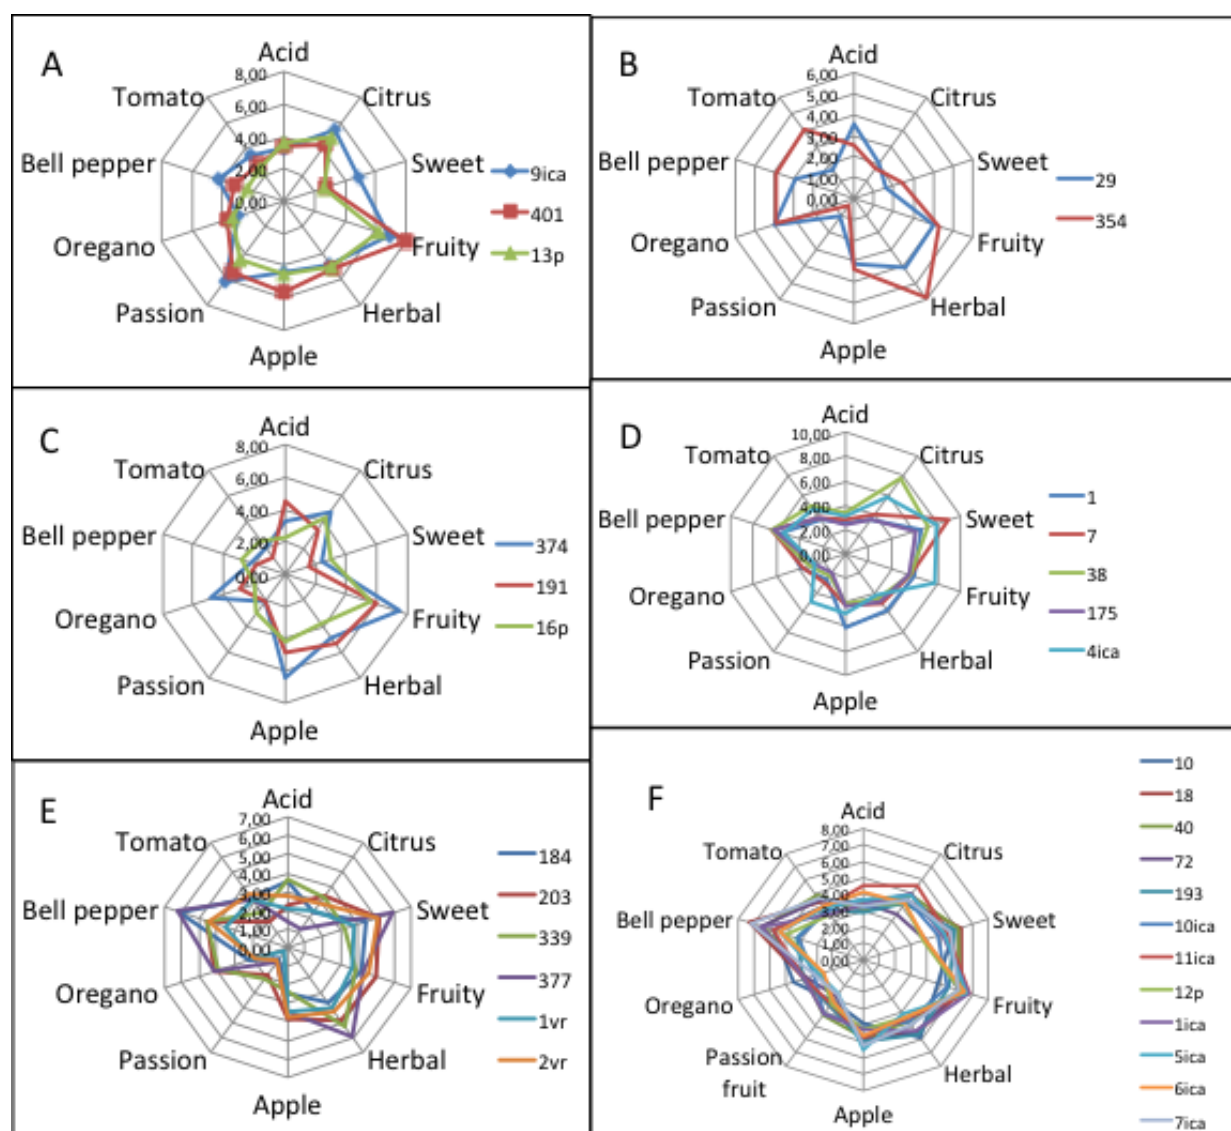 A
Acid
8,00
6,00
4,00
2,00
0,00
Citrus
Sweet
Fruity
Herbal
Apple
Passion
Oregano
Bell pepper
Tomato
9ica
401
13p
B
Acid
6,00
5,00
4,00
3,00
2,00
1,00
0,00
Citrus
Sweet
Fruity
Herbal
Apple
Passion
Oregano
Bell pepper
Tomato
29
354
C
Acid
8,00
6,00
4,00
2,00
0,00
Citrus
Sweet
Fruity
Herbal
Apple
Passion
Oregano
Bell pepper
Tomato
374
191
16p
D
Acid
10,00
8,00
6,00
4,00
2,00
0,00
Citrus
Sweet
Fruity
Herbal
Apple
Passion
Oregano
Bell pepper
Tomato
1
7
38
175
4ica
E
Acid
7,00
6,00
5,00
4,00
3,00
2,00
1,00
0,00
Citrus
Sweet
Fruity
Herbal
Apple
Passion
Oregano
Bell pepper
Tomato
184
203
339
377
1vr
2vr
F
Acid
8,00
7,00
6,00
5,00
4,00
3,00
2,00
1,00
0,00
Citrus
Sweet
Fruity
Herbal
Apple
Passion
fruit
Oregano
Bell pepper
Tomato
10
18
40
72
193
10ica
11ica
12p
1ica
5ica
6ica
7ica